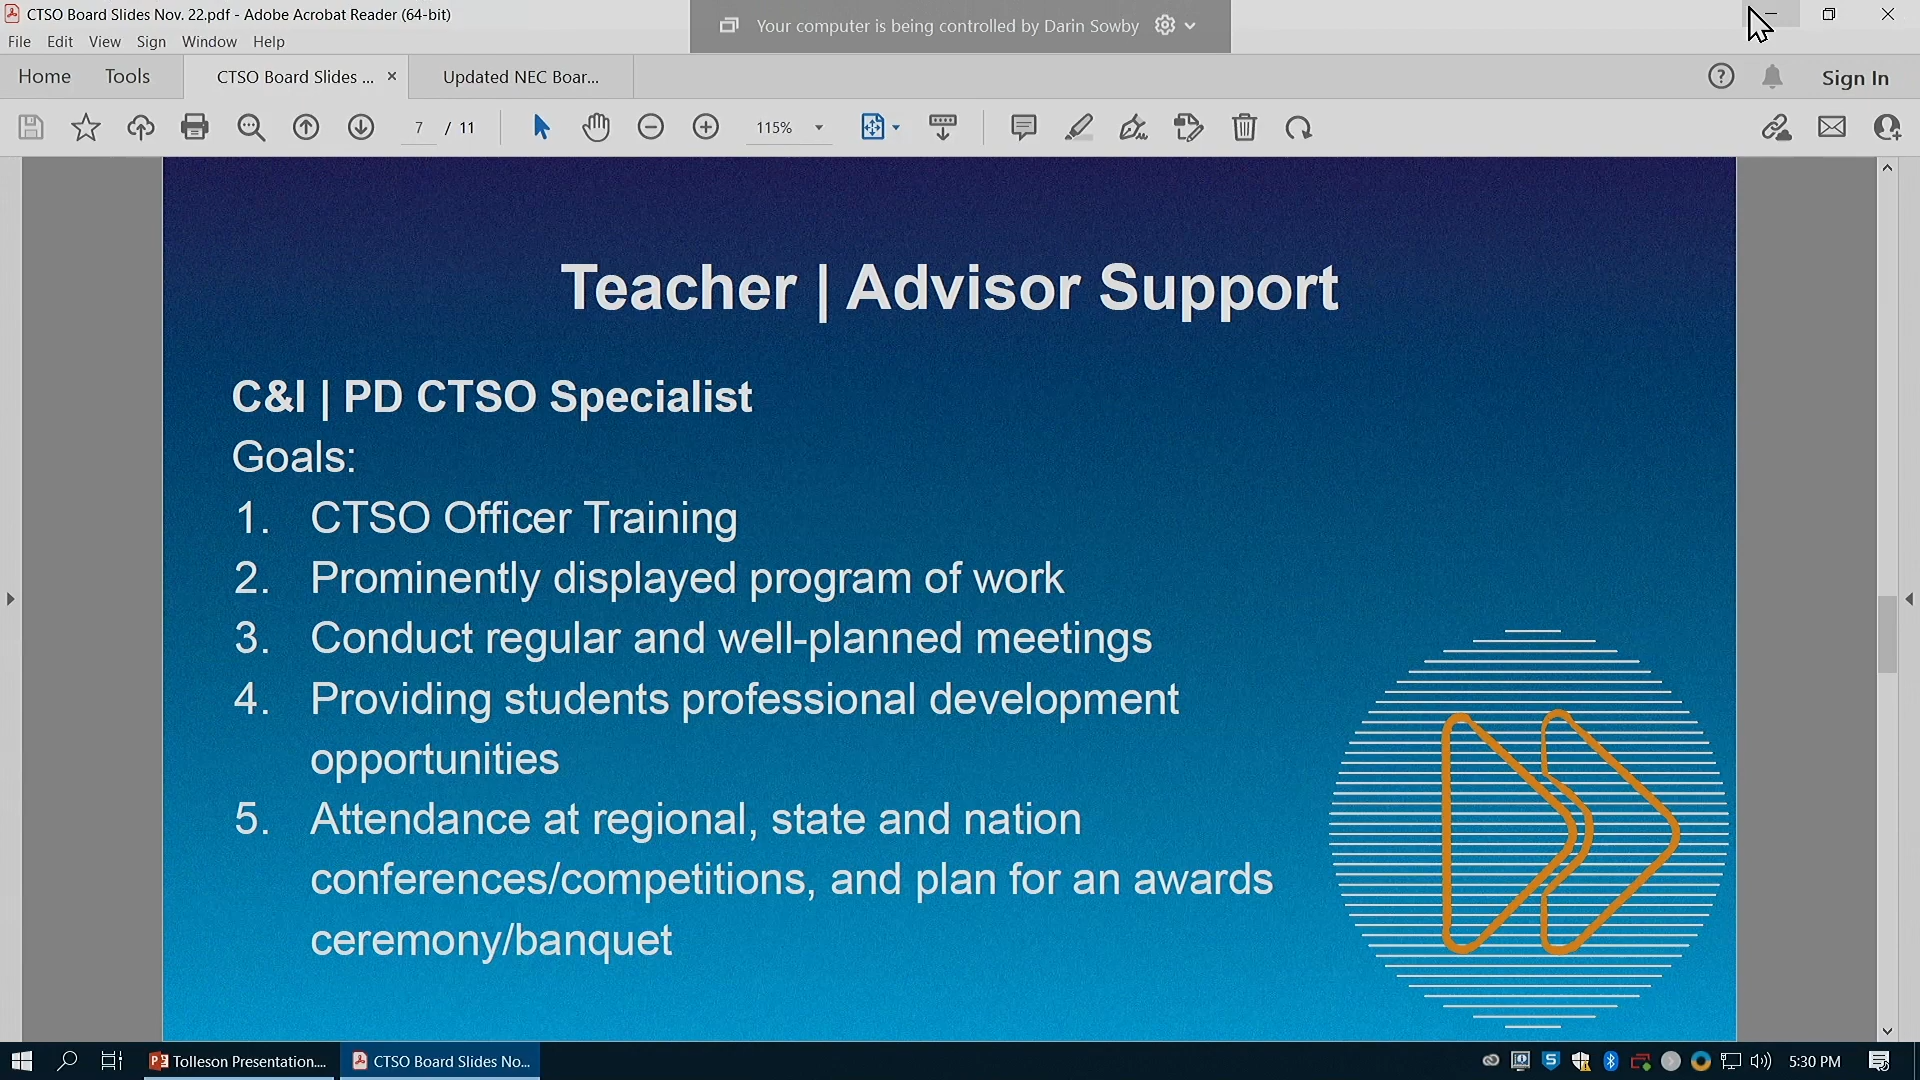 CTSO Board Slides Nov. 22.pdf - Adobe Acrobat Reader (64-bit)
Your computer is being controlled by Darin Sowby
File Edit View Sign Window Help
Home Tools CTSO Board Slides ... × Updated NEC Boar... Sign In
7 / 11 115%
Teacher | Advisor Support
C&I | PD CTSO Specialist
Goals:
1. CTSO Officer Training
2. Prominently displayed program of work
3. Conduct regular and well-planned meetings
4. Providing students professional development
opportunities
5. Attendance at regional, state and nation
conferences/competitions, and plan for an awards
ceremony/banquet
Tolleson Presentation.... CTSO Board Slides No... 5:30 PM